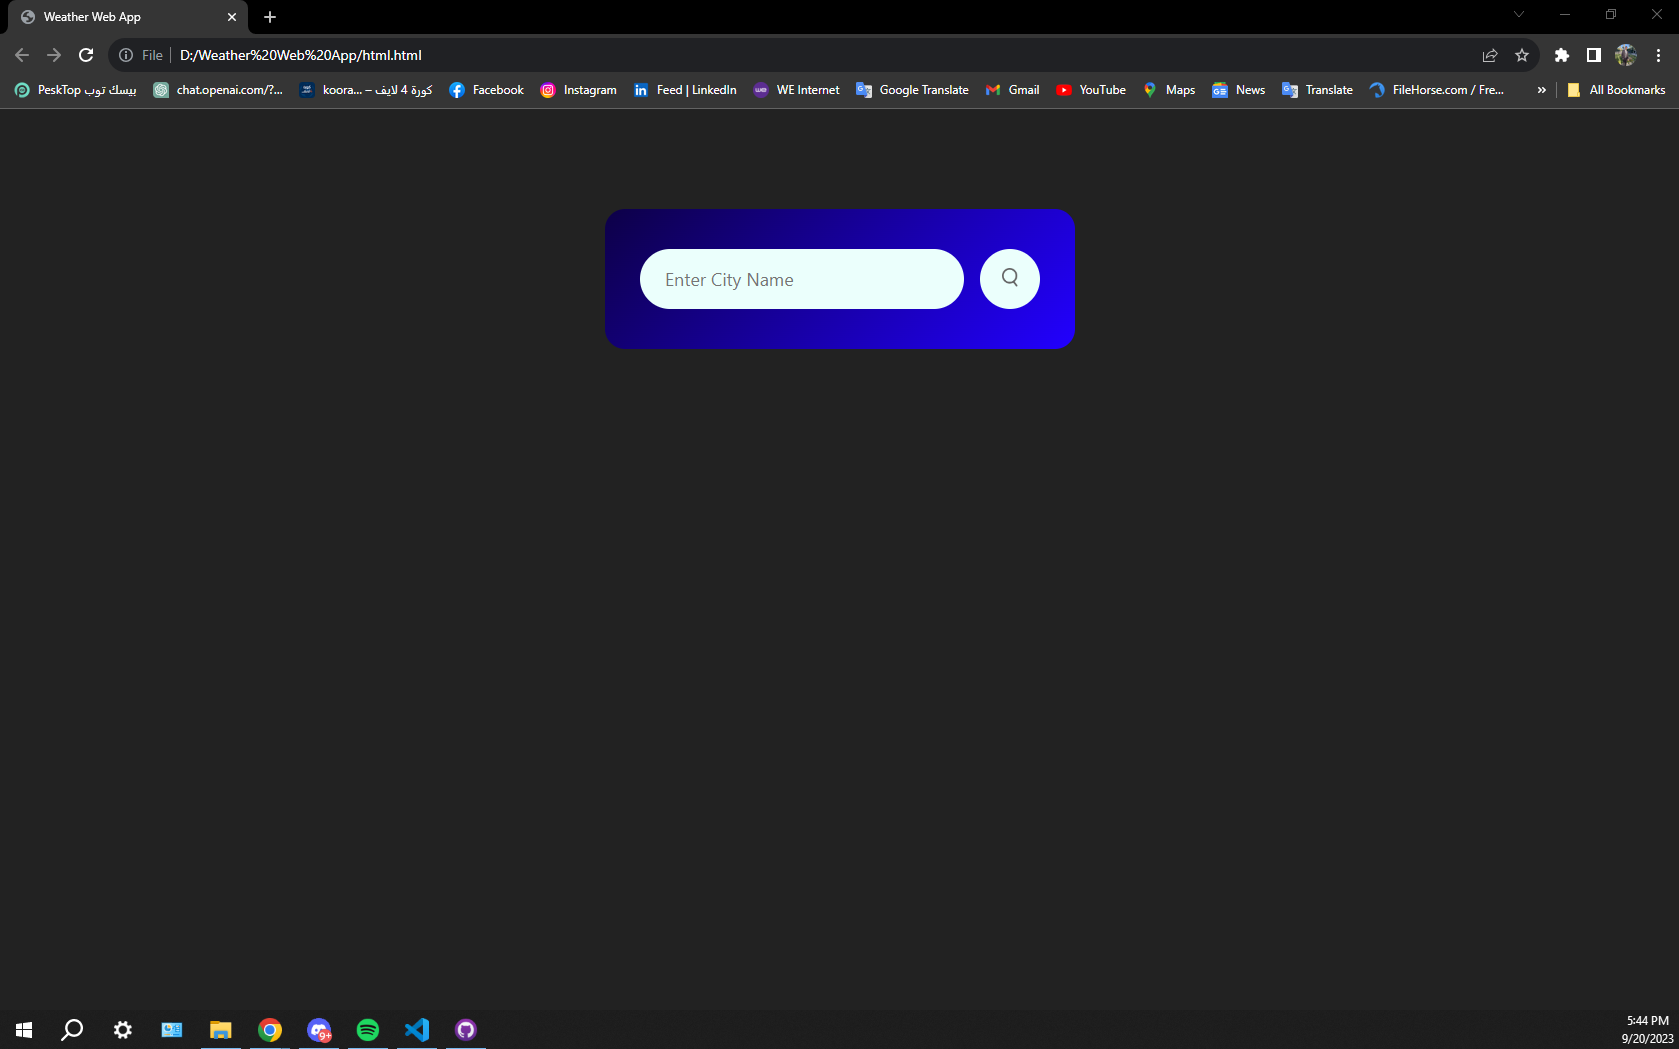 Weather Web App
File D:/Weather%20Web%20App/html.html
PeskTop بيسك توب chat.openai.com/?... koora... – كورة 4 لايف Facebook Instagram Feed | LinkedIn WE Internet Google Translate Gmail YouTube Maps News Translate FileHorse.com / Fre... » All Bookmarks
Enter City Name
9+
5:44 PM
9/20/2023